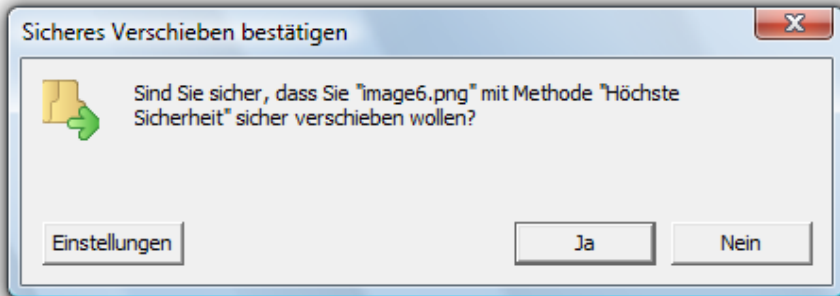 Sicheres Verschieben bestätigen
Sind Sie sicher, dass Sie "image6.png" mit Methode "Höchste
Sicherheit" sicher verschieben wollen?
Einstellungen
Ja
Nein